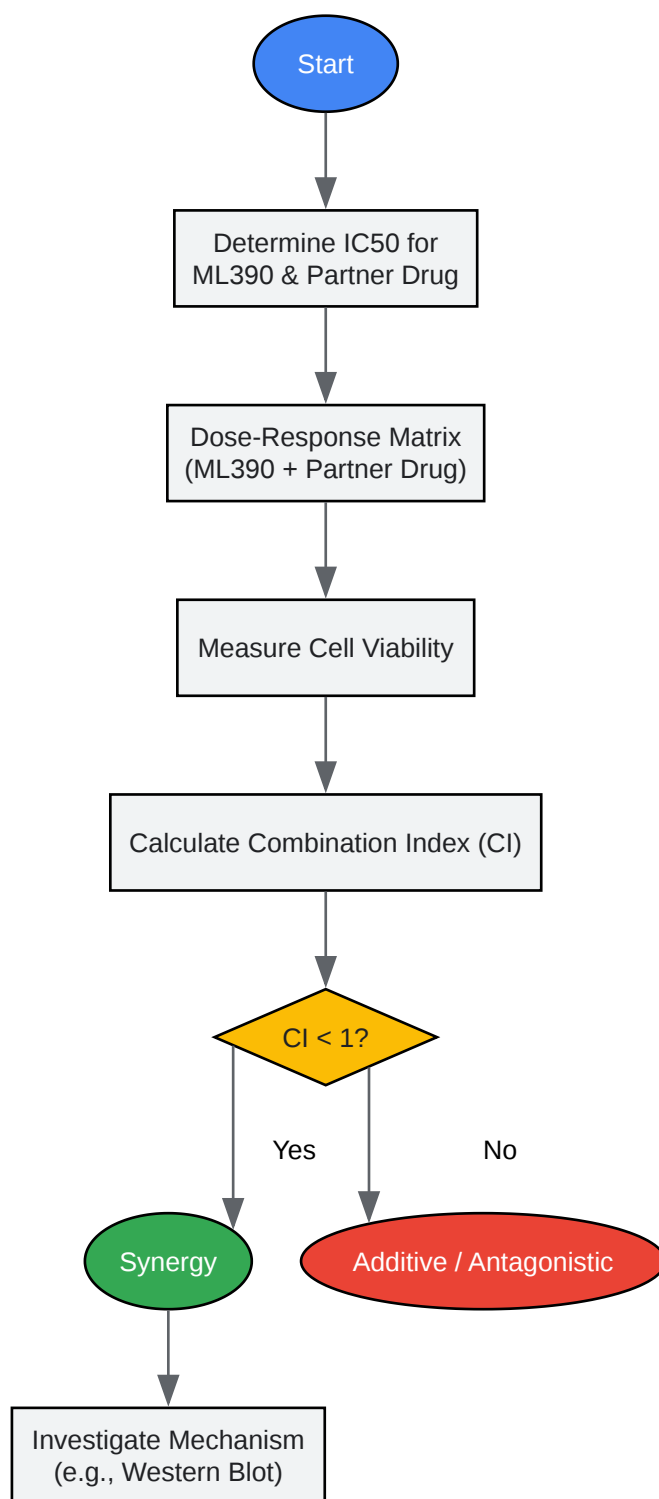 Start
Determine IC50 for
ML390 & Partner Drug
Dose-Response Matrix
(ML390 + Partner Drug)
Measure Cell Viability
Calculate Combination Index (CI)
CI < 1?
Yes
No
Synergy
Additive / Antagonistic
Investigate Mechanism
(e.g., Western Blot)